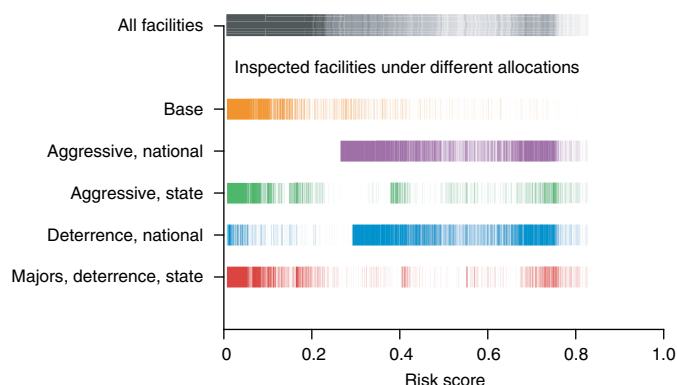 All facilities
Inspected facilities under different allocations
Base
Aggressive, national
Aggressive, state
Deterrence, national
Majors, deterrence, state
0 0.2 0.4 0.6 0.8 1.0
Risk score